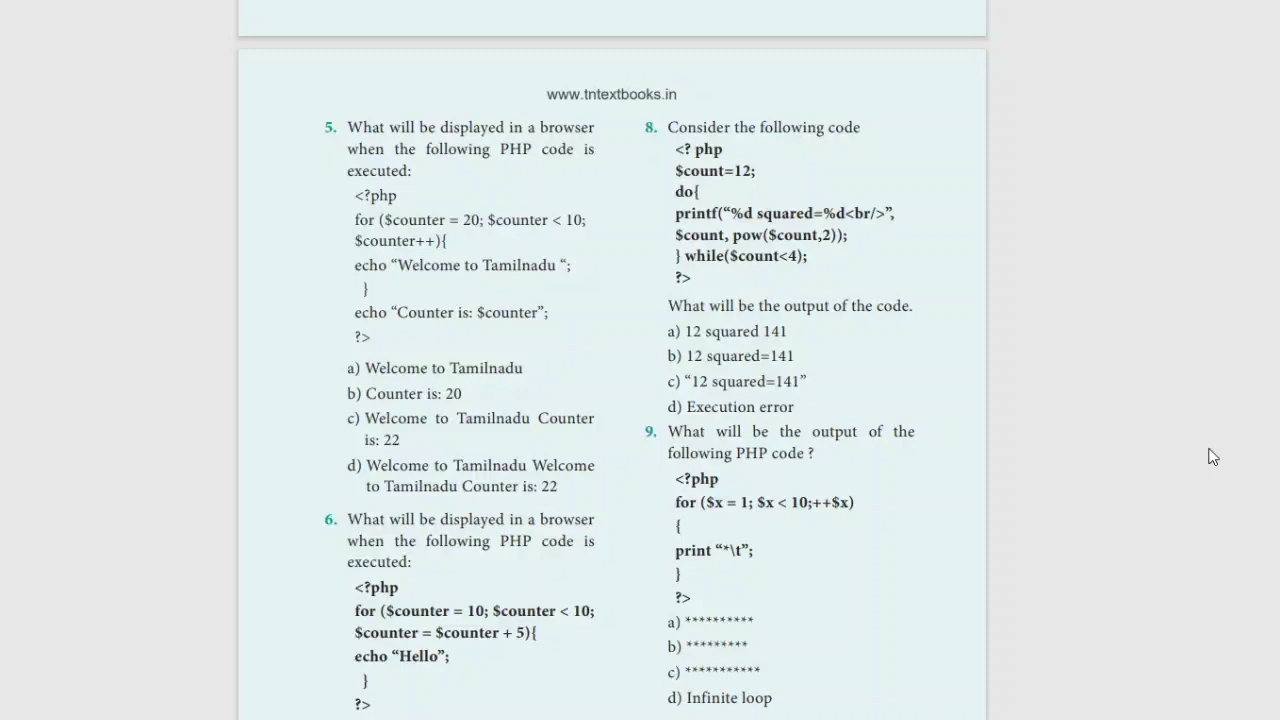 www.tntextbooks.in
5. What will be displayed in a browser
when the following PHP code is
executed:
<?php
for ($counter = 20; $counter < 10;
$counter++){
echo “Welcome to Tamilnadu “;
}
echo “Counter is: $counter”;
?>
a) Welcome to Tamilnadu
b) Counter is: 20
c) Welcome to Tamilnadu Counter
is: 22
d) Welcome to Tamilnadu Welcome
to Tamilnadu Counter is: 22
6. What will be displayed in a browser
when the following PHP code is
executed:
<?php
for ($counter = 10; $counter < 10;
$counter = $counter + 5){
echo “Hello”;
}
?>
8. Consider the following code
<? php
$count=12;
do{
printf(“%d squared=%d<br/>”,
$count, pow($count,2));
} while($count<4);
?>
What will be the output of the code.
a) 12 squared 141
b) 12 squared=141
c) “12 squared=141”
d) Execution error
9. What will be the output of the
following PHP code ?
<?php
for ($x = 1; $x < 10;++$x)
{
print “*\t”;
}
?>
a) **********
b) *********
c) ***********
d) Infinite loop